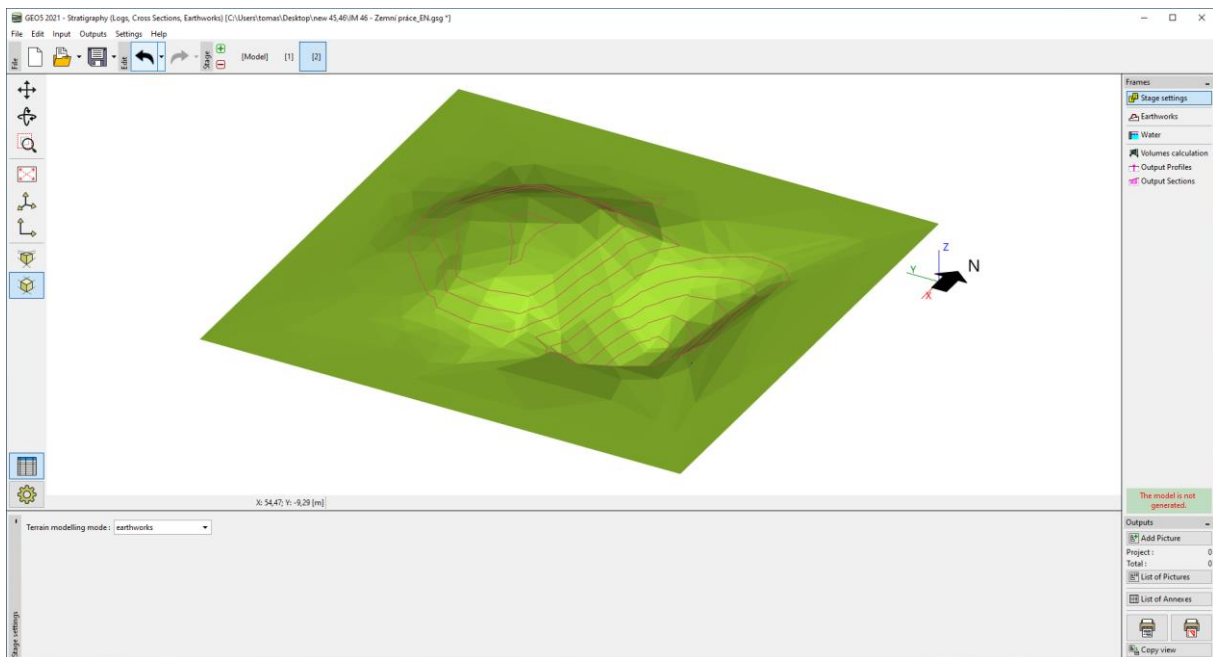 GEO5 2021 - Stratigraphy (Logs, Cross Sections, Earthworks) [C:\Users\tomas\Desktop\new 45,46\IM 46 - Zemní práce_EN.gsg *]
File Edit Input Outputs Settings Help
File
Edit
Stage
[Model] [1] [2]
Frames
Stage settings
Earthworks
Water
Volumes calculation
Output Profiles
Output Sections
Z
Y
N
X
X: 54,47; Y: -9,29 [m]
The model is not
generated.
Terrain modelling mode : earthworks
Stage settings
Outputs
Add Picture
Project : 0
Total : 0
List of Pictures
List of Annexes
Copy view